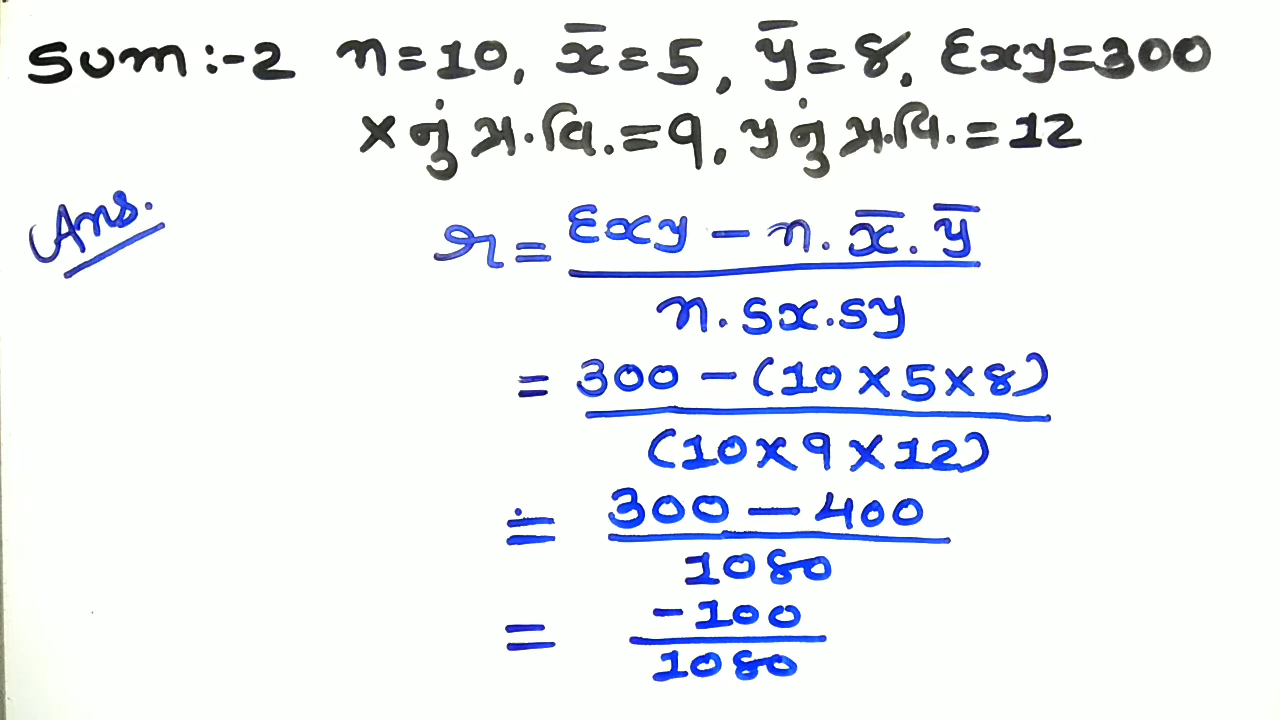 Sum:-2 n=10, x̅=5, y̅=8, Σxy=300
x નું પ્ર.વિ.=9, y નું પ્ર.વિ.=12
Ans.
r= Σxy - n.x̅.y̅
n.sx.sy
= 300 - (10×5×8)
(10×9×12)
= 300 - 400
1080
= -100
1080